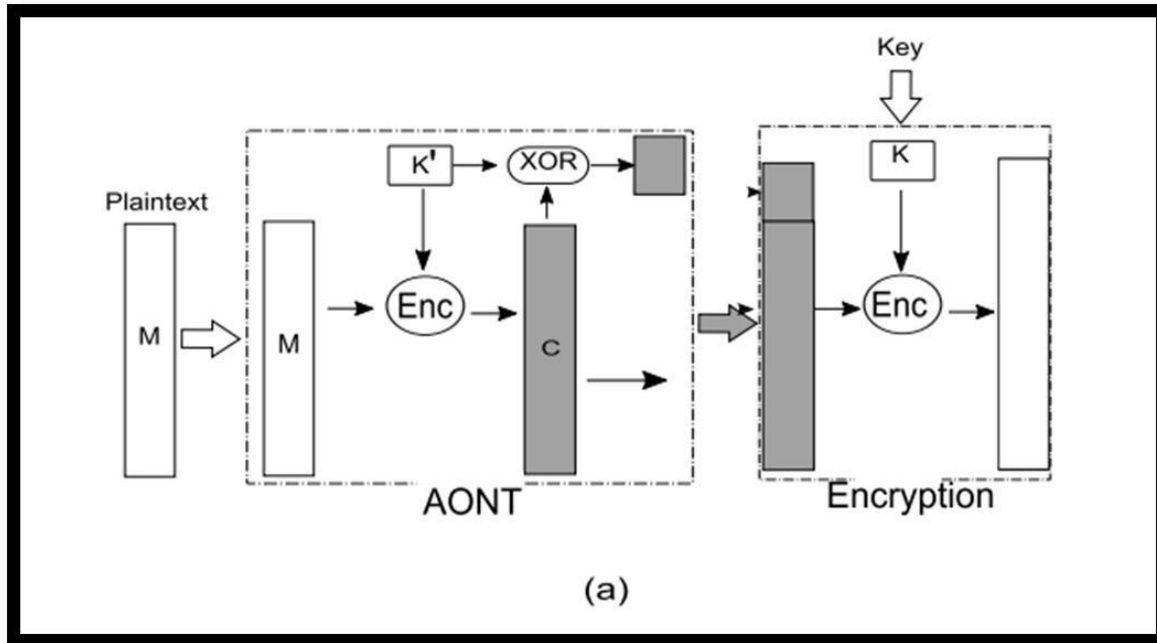 Key
K'
XOR
K
Plaintext
Enc
Enc
M
M
C
AONT
Encryption
(a)